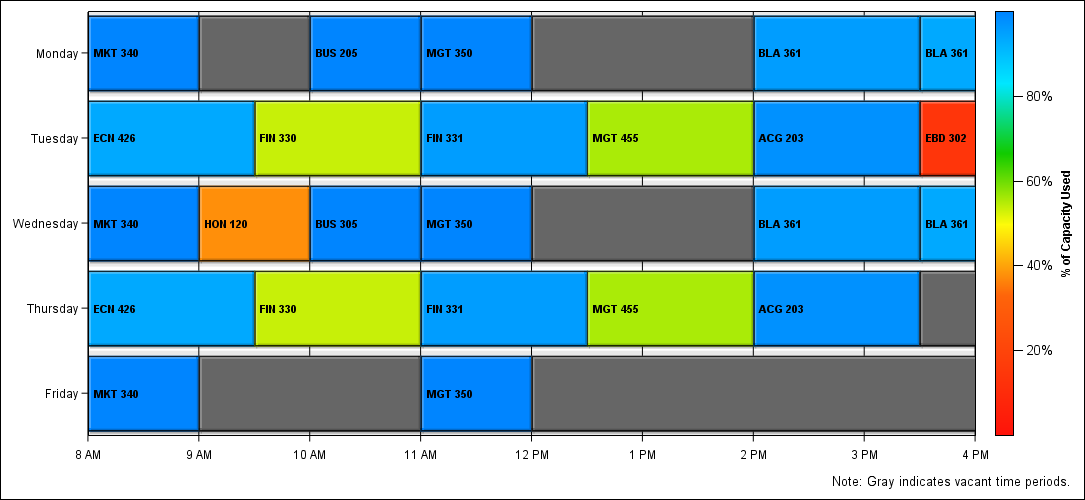 Monday
MKT 340 BUS 205 MGT 350 BLA 361 BLA 361
Tuesday
ECN 426 FIN 330 FIN 331 MGT 455 ACG 203 EBD 302
Wednesday
MKT 340 HON 120 BUS 305 MGT 350 BLA 361 BLA 361
Thursday
ECN 426 FIN 330 FIN 331 MGT 455 ACG 203
Friday
MKT 340 MGT 350
8 AM 9 AM 10 AM 11 AM 12 PM 1 PM 2 PM 3 PM 4 PM
80%
60%
40%
20%
% of Capacity Used
Note: Gray indicates vacant time periods.